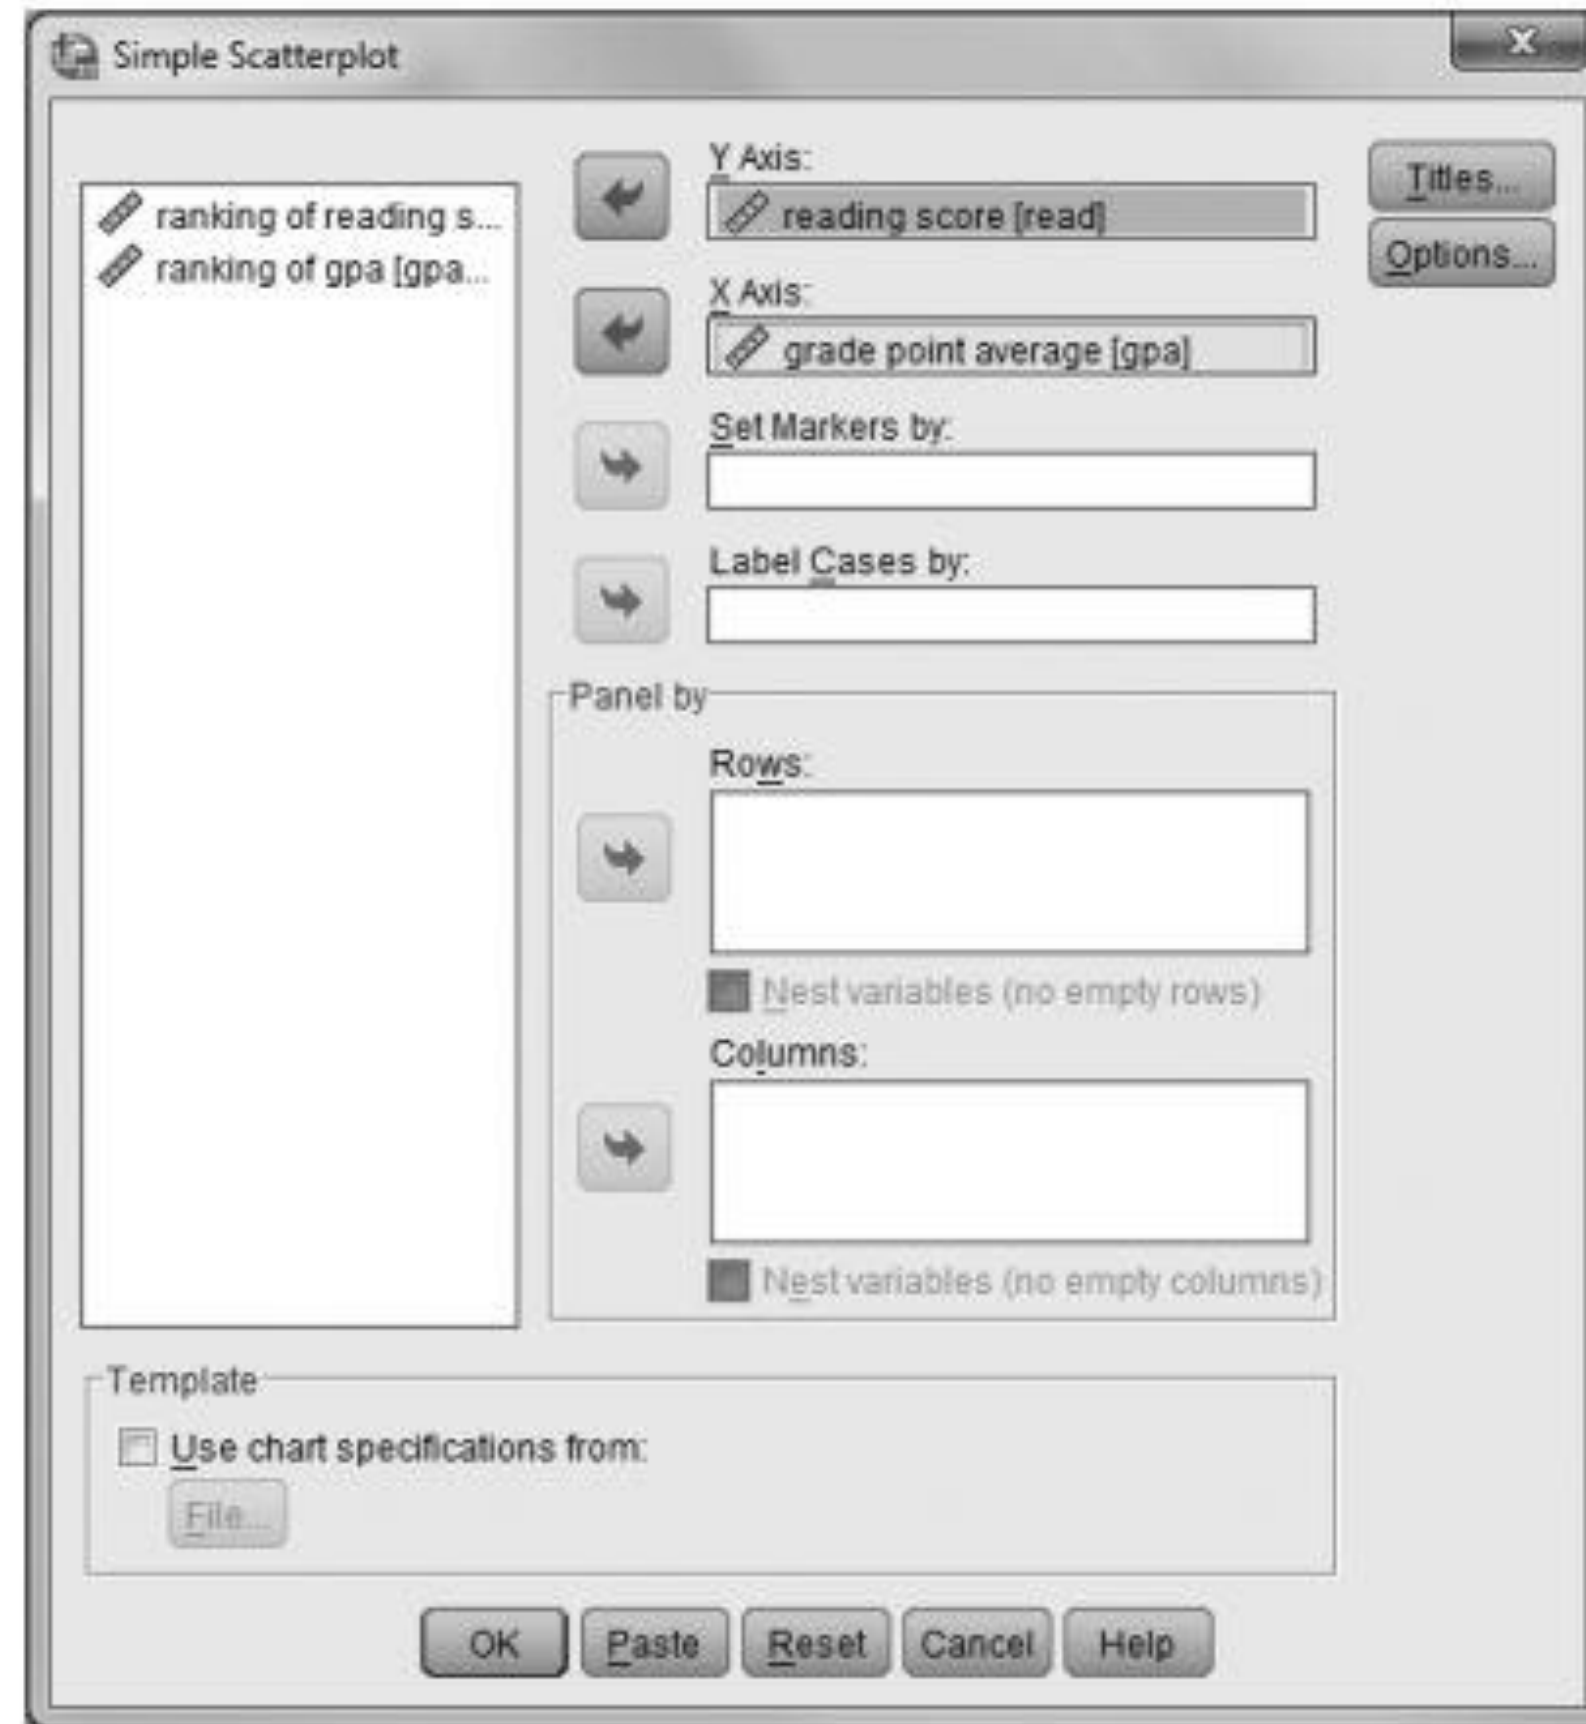 Simple Scatterplot
ranking of reading s...
ranking of gpa [gpa...
Y Axis:
reading score [read]
X Axis:
grade point average [gpa]
Set Markers by:
Label Cases by:
Titles...
Options...
Panel by
Rows:
Nest variables (no empty rows)
Columns:
Nest variables (no empty columns)
Template
Use chart specifications from:
File...
OK Paste Reset Cancel Help